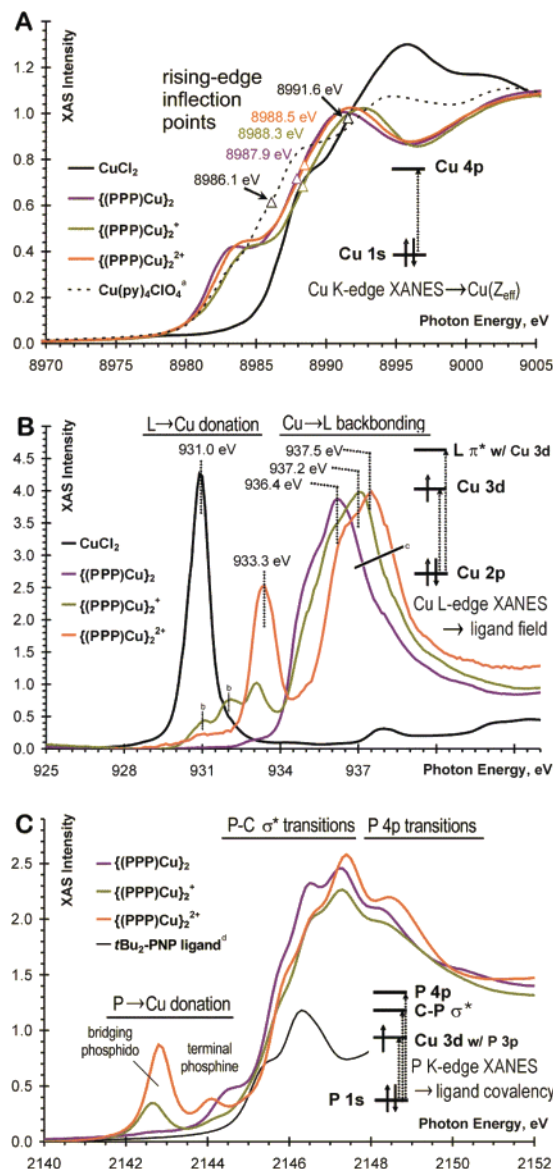 A
XAS Intensity
1.4
1.2
1.0
0.8
0.6
0.4
0.2
0.0
rising-edge
inflection
points
8991.6 eV
8988.5 eV
8988.3 eV
8987.9 eV
8986.1 eV
CuCl2
{(PPP)Cu}2
{(PPP)Cu}2+
{(PPP)Cu}22+
Cu(py)4ClO4a
Cu 4p
Cu 1s
Cu K-edge XANES→Cu(Zeff)
Photon Energy, eV
8970 8975 8980 8985 8990 8995 9000 9005
B
XAS Intensity
5.0
4.5
4.0
3.5
3.0
2.5
2.0
1.5
1.0
0.5
0.0
L→Cu donation
Cu→L backbonding
931.0 eV
937.5 eV
937.2 eV
936.4 eV
933.3 eV
L π* w/ Cu 3d
Cu 3d
c
Cu 2p
CuCl2
{(PPP)Cu}2
{(PPP)Cu}2+
{(PPP)Cu}22+
Cu L-edge XANES
→ ligand field
b
b
925 928 931 934 937
Photon Energy, eV
C
XAS Intensity
P-C σ* transitions
P 4p transitions
2.5
2.0
1.5
1.0
0.5
0.0
{(PPP)Cu}2
{(PPP)Cu}2+
{(PPP)Cu}22+
tBu2-PNP ligandd
P→Cu donation
bridging
phosphido
terminal
phosphine
P 4p
C-P σ*
Cu 3d w/ P 3p
P K-edge XANES
→ ligand covalency
P 1s
Photon Energy, eV
2140 2142 2144 2146 2148 2150 2152